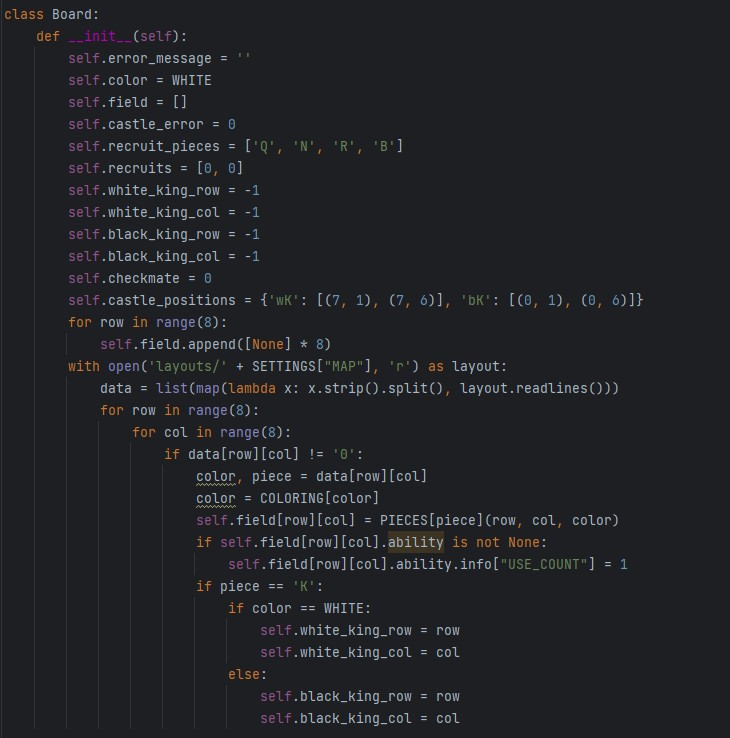 class Board:
    def __init__(self):
        self.error_message = ''
        self.color = WHITE
        self.field = []
        self.castle_error = 0
        self.recruit_pieces = ['Q', 'N', 'R', 'B']
        self.recruits = [0, 0]
        self.white_king_row = -1
        self.white_king_col = -1
        self.black_king_row = -1
        self.black_king_col = -1
        self.checkmate = 0
        self.castle_positions = {'wK': [(7, 1), (7, 6)], 'bK': [(0, 1), (0, 6)]}
        for row in range(8):
            self.field.append([None] * 8)
        with open('layouts/' + SETTINGS["MAP"], 'r') as layout:
            data = list(map(lambda x: x.strip().split(), layout.readlines()))
            for row in range(8):
                for col in range(8):
                    if data[row][col] != '0':
                        color, piece = data[row][col]
                        color = COLORING[color]
                        self.field[row][col] = PIECES[piece](row, col, color)
                        if self.field[row][col].ability is not None:
                            self.field[row][col].ability.info["USE_COUNT"] = 1
                        if piece == 'K':
                            if color == WHITE:
                                self.white_king_row = row
                                self.white_king_col = col
                            else:
                                self.black_king_row = row
                                self.black_king_col = col